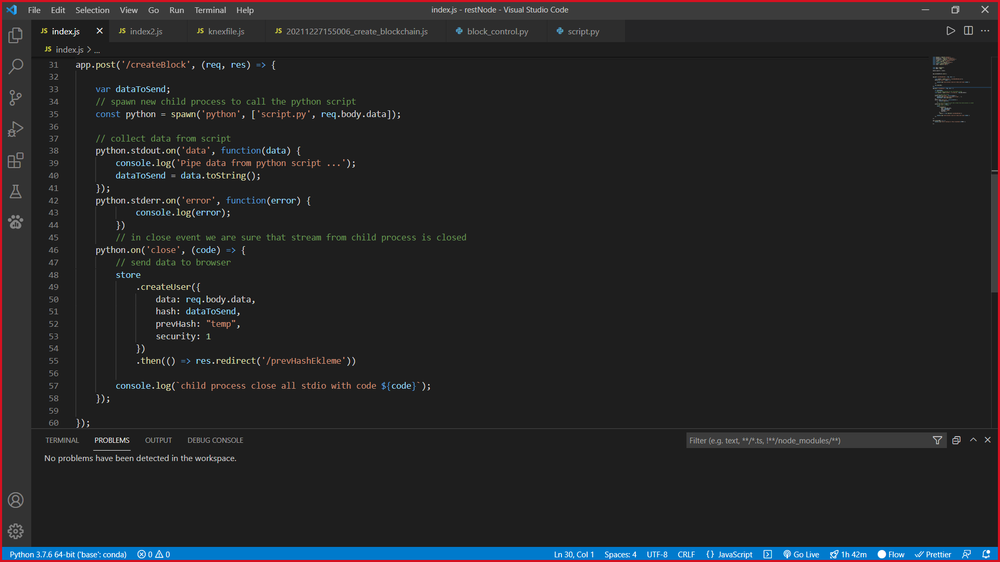 File Edit Selection View Go Run Terminal Help
index.js - restNode - Visual Studio Code
JS index.js JS index2.js JS knexfile.js JS 20211227155006_create_blockchain.js block_control.py script.py
JS index.js > ...
31 app.post('/createBlock', (req, res) => {
32
33 var dataToSend;
34 // spawn new child process to call the python script
35 const python = spawn('python', ['script.py', req.body.data]);
36
37 // collect data from script
38 python.stdout.on('data', function(data) {
39 console.log('Pipe data from python script ...');
40 dataToSend = data.toString();
41 });
42 python.stderr.on('error', function(error) {
43 console.log(error);
44 })
45 // in close event we are sure that stream from child process is closed
46 python.on('close', (code) => {
47 // send data to browser
48 store
49 .createUser({
50 data: req.body.data,
51 hash: dataToSend,
52 prevHash: "temp",
53 security: 1
54 })
55 .then(() => res.redirect('/prevHashEkleme'))
56
57 console.log(`child process close all stdio with code ${code}`);
58 });
59
60 });
TERMINAL PROBLEMS OUTPUT DEBUG CONSOLE
Filter (e.g. text, **/*.ts, !**/node_modules/**)
No problems have been detected in the workspace.
Python 3.7.6 64-bit ('base': conda) 0 0 Ln 30, Col 1 Spaces: 4 UTF-8 CRLF {} JavaScript Go Live 1h 42m Flow Prettier